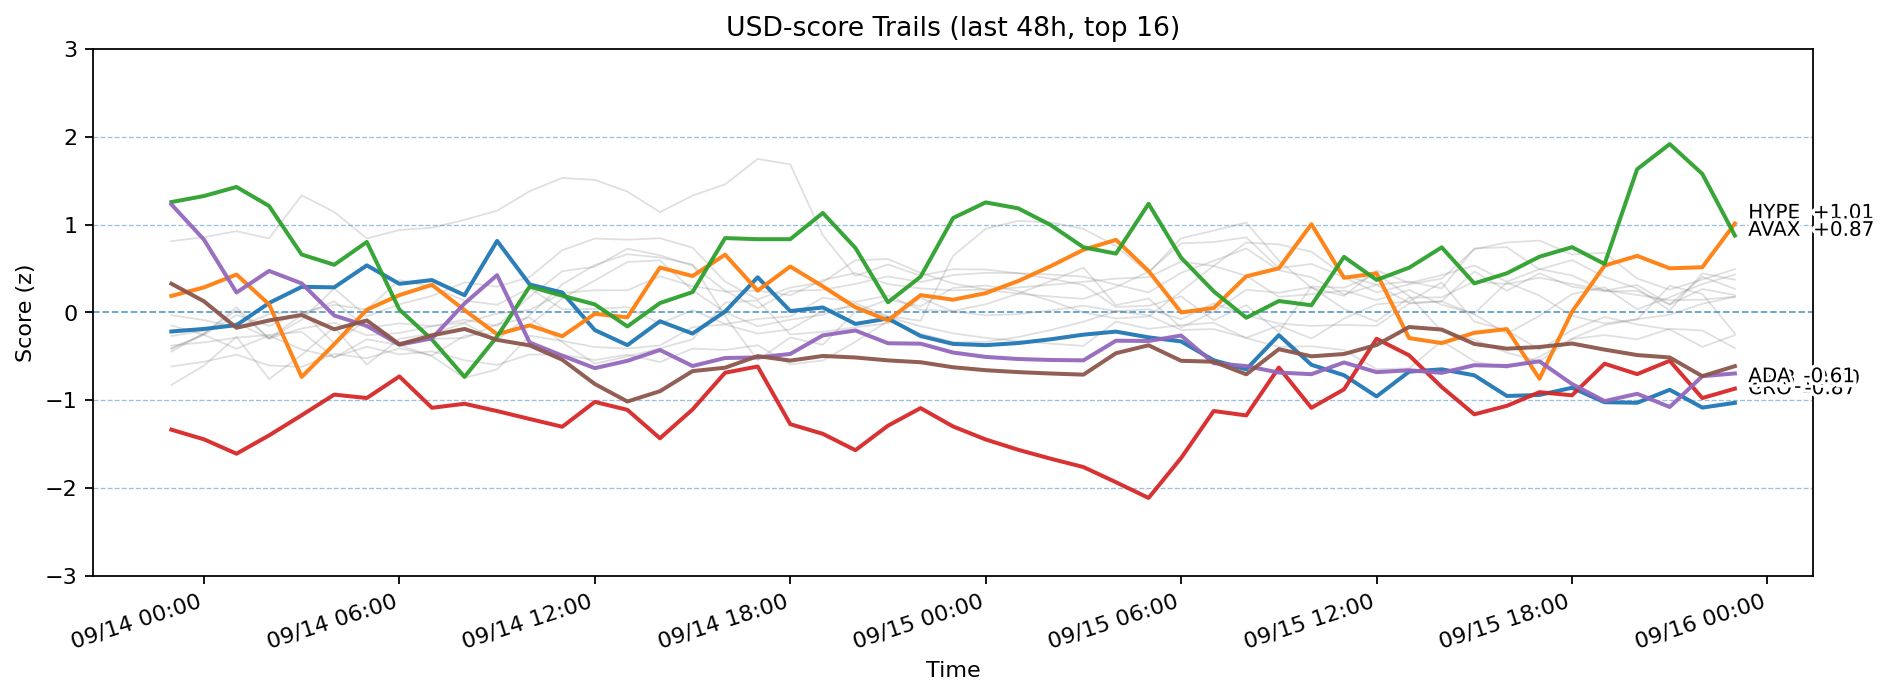 USD-score Trails (last 48h, top 16)
3
2
1
0
−1
−2
−3
Score (z)
HYPE +1.01
AVAX +0.87
ADA -0.61
CRO -0.87
09/14 00:00
09/14 06:00
09/14 12:00
09/14 18:00
09/15 00:00
09/15 06:00
09/15 12:00
09/15 18:00
09/16 00:00
Time